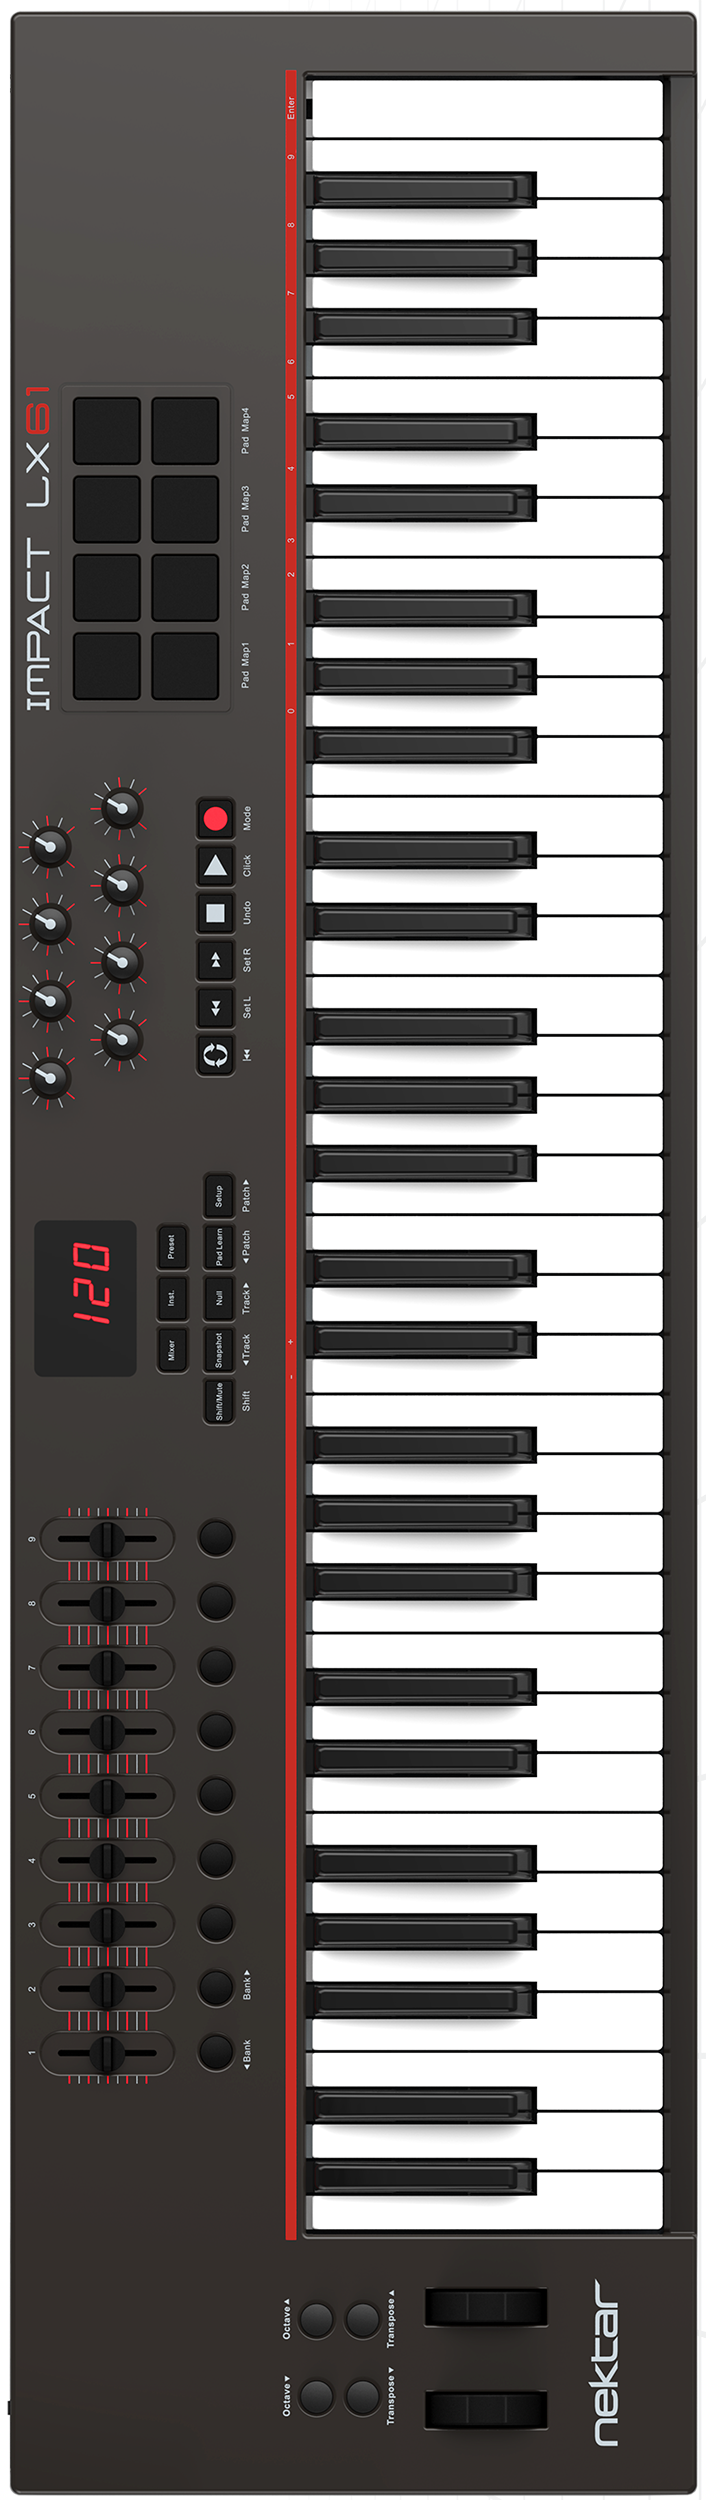 IMPACT LX61
1 2 3 4 5 6 7 8 9
◀Bank Bank▶
120
Mixer Inst. Preset
Shift/Mute Snapshot Null Pad Learn Setup
Shift ◀Track Track▶ ◀Patch Patch▶
Set L Set R Undo Click Mode
Pad Map1 Pad Map2 Pad Map3 Pad Map4
- + 0 1 2 3 4 5 6 7 8 9 Enter
Octave▼ Octave▲
Transpose▼ Transpose▲
nektar